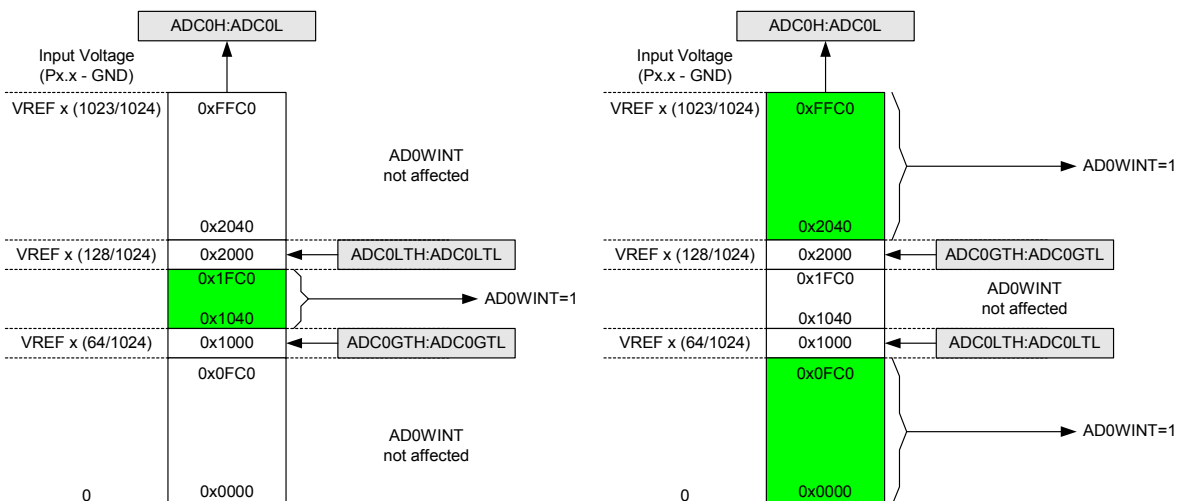 ADC0H:ADC0L
Input Voltage
(Px.x - GND)
VREF x (1023/1024)
0xFFC0
AD0WINT
not affected
0x2040
VREF x (128/1024)
0x2000
ADC0LTH:ADC0LTL
0x1FC0
AD0WINT=1
0x1040
VREF x (64/1024)
0x1000
ADC0GTH:ADC0GTL
0x0FC0
AD0WINT
not affected
0
0x0000
ADC0H:ADC0L
Input Voltage
(Px.x - GND)
VREF x (1023/1024)
0xFFC0
AD0WINT=1
0x2040
VREF x (128/1024)
0x2000
ADC0GTH:ADC0GTL
0x1FC0
AD0WINT
not affected
0x1040
VREF x (64/1024)
0x1000
ADC0LTH:ADC0LTL
0x0FC0
AD0WINT=1
0
0x0000